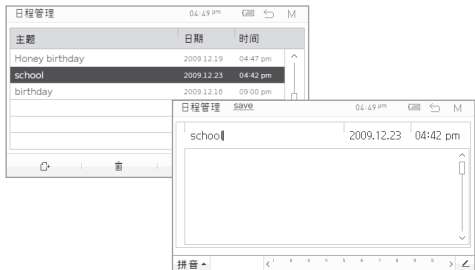 日程管理 04:49 pm M
主题 日期 时间
Honey birthday 2009.12.19 04:47 pm
school 2009.12.23 04:42 pm
birthday 2009.12.16 09:00 pm
日程管理 save 04:49 pm M
school 2009.12.23 04:42 pm
拼音